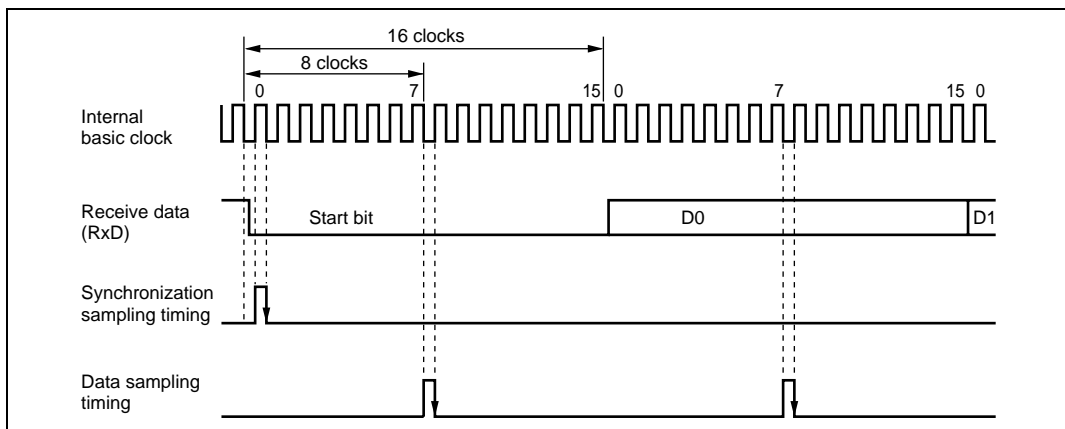 16 clocks
8 clocks
0 7 15 0 7 15 0
Internal
basic clock
Receive data
(RxD)
Start bit D0 D1
Synchronization
sampling timing
Data sampling
timing